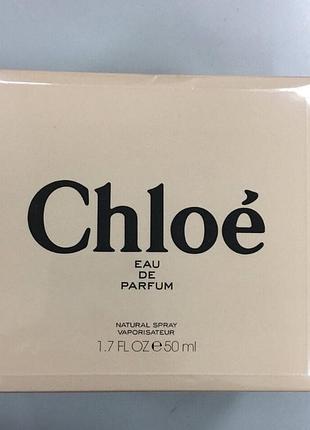 Chloé
EAU
DE
PARFUM
NATURAL SPRAY
VAPORISATEUR
1.7 FL OZ ℮ 50 ml